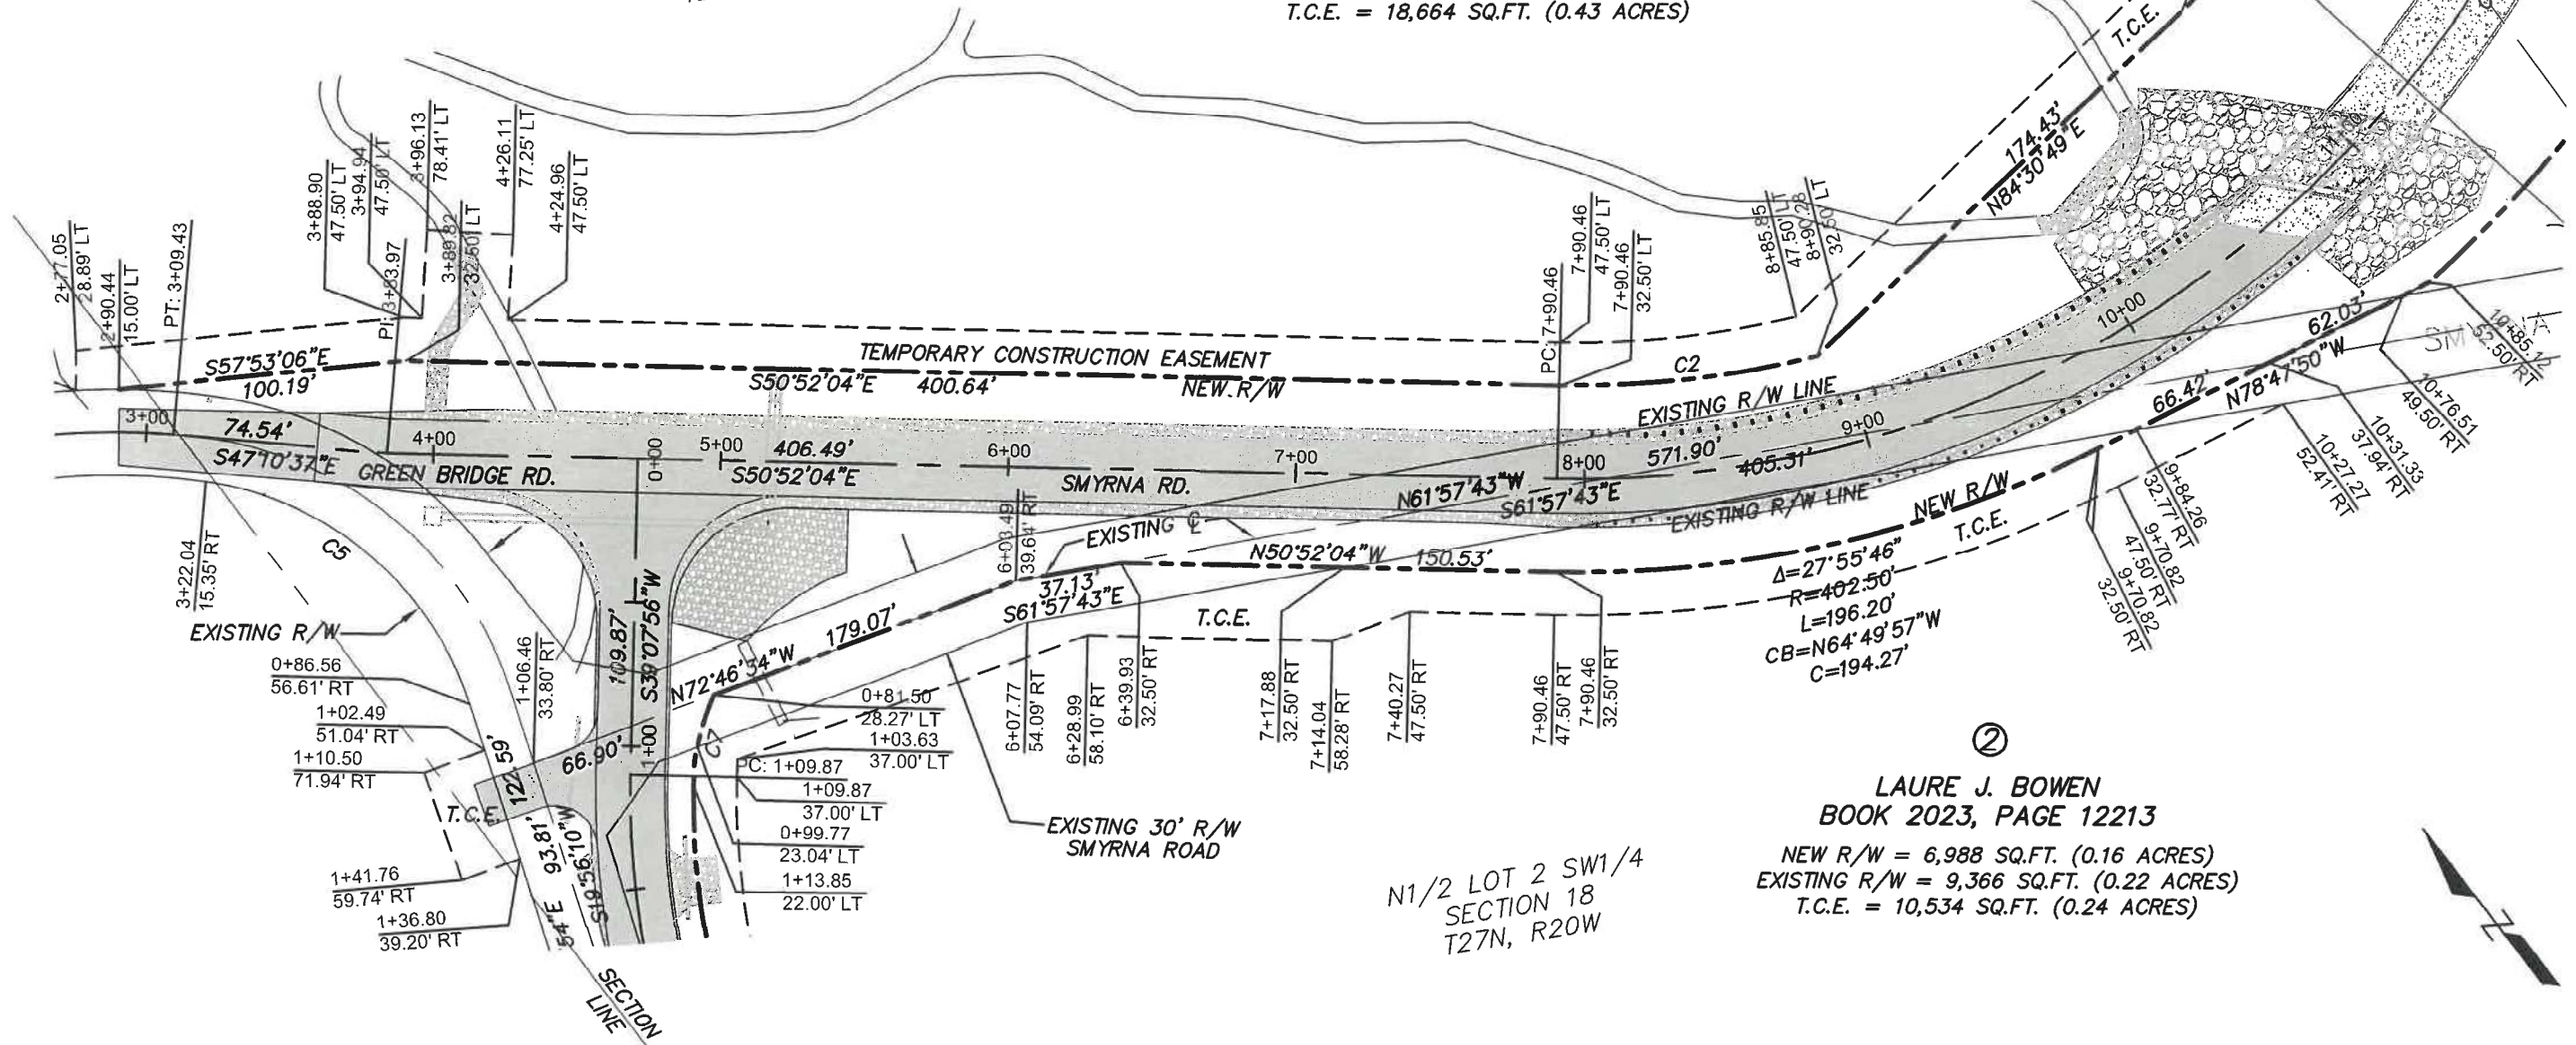 T.C.E. = 18,664 SQ.FT. (0.43 ACRES)
T.C.E.
174.43'
N84°30'49"E
2+77.05
28.89' LT
2+90.44
15.00' LT
PT: 3+09.43
3+88.90
47.50' LT
3+94.94
47.50' LT
PI: 3+83.97
3+96.13
78.41' LT
3+89.82
32.50' LT
4+26.11
77.25' LT
4+24.96
47.50' LT
PC: 7+90.46
7+90.46
47.50' LT
7+90.46
32.50' LT
8+85.85
47.50' LT
8+90.28
32.50' LT
S57°53'06"E
100.19'
TEMPORARY CONSTRUCTION EASEMENT
S50°52'04"E 400.64' NEW R/W
C2
EXISTING R/W LINE
3+00
74.54'
S47°10'37"E
4+00
GREEN BRIDGE RD.
0+00
5+00
406.49'
S50°52'04"E
6+00
SMYRNA RD.
7+00
N61°57'43"W
S61°57'43"E
8+00
571.90'
405.31'
9+00
10+00
11+00
EXISTING R/W LINE
NEW R/W
T.C.E.
62.03'
66.42'
N78°47'50"W
SM
10+85.12
52.50' RT
10+76.51
49.50' RT
10+31.33
37.94' RT
10+27.27
52.41' RT
9+84.26
32.77' RT
9+70.82
47.50' RT
9+70.82
32.50' RT
C5
3+22.04
15.35' RT
EXISTING R/W
6+03.49
39.64' RT
EXISTING ℄
N50°52'04"W 150.53'
37.13'
S61°57'43"E
T.C.E.
179.07'
N72°46'34"W
109.87'
S39°07'56"W
Δ=27°55'46"
R=402.50'
L=196.20'
CB=N64°49'57"W
C=194.27'
0+86.56
56.61' RT
1+02.49
51.04' RT
1+10.50
71.94' RT
1+06.46
33.80' RT
66.90'
122.59'
1+00
0+81.50
28.27' LT
1+03.63
37.00' LT
PC: 1+09.87
1+09.87
37.00' LT
0+99.77
23.04' LT
1+13.85
22.00' LT
6+07.77
54.09' RT
6+28.99
58.10' RT
6+39.93
32.50' RT
7+17.88
32.50' RT
7+14.04
58.28' RT
7+40.27
47.50' RT
7+90.46
47.50' RT
7+90.46
32.50' RT
T.C.E.
93.81'
54"E
S19°56'10"W
1+41.76
59.74' RT
1+36.80
39.20' RT
SECTION
LINE
EXISTING 30' R/W
SMYRNA ROAD
N1/2 LOT 2 SW1/4
SECTION 18
T27N, R20W
2
LAURE J. BOWEN
BOOK 2023, PAGE 12213
NEW R/W = 6,988 SQ.FT. (0.16 ACRES)
EXISTING R/W = 9,366 SQ.FT. (0.22 ACRES)
T.C.E. = 10,534 SQ.FT. (0.24 ACRES)